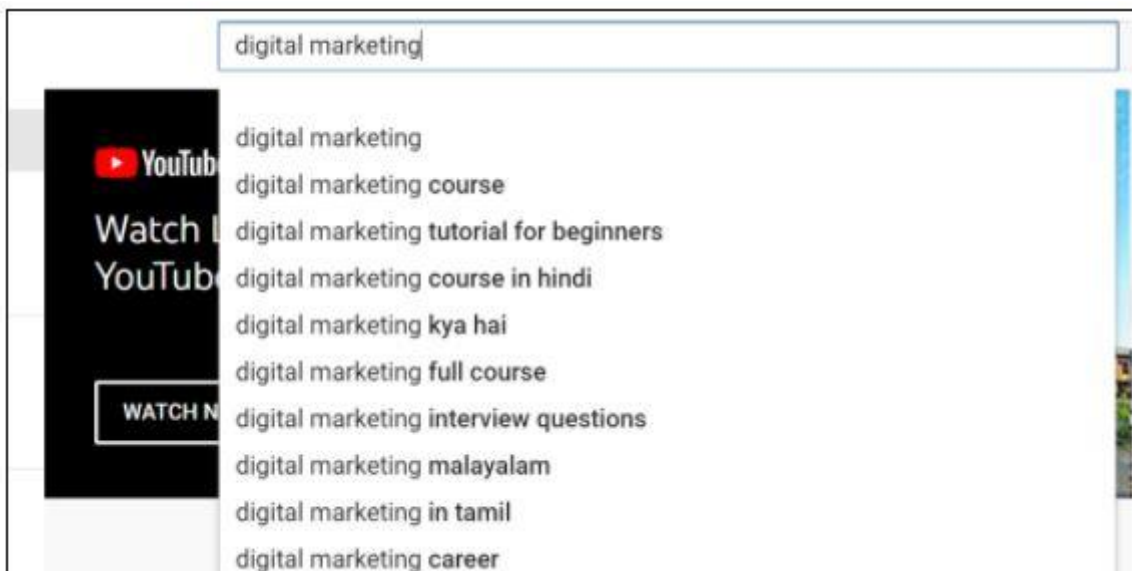 digital marketing
digital marketing
digital marketing course
digital marketing tutorial for beginners
digital marketing course in hindi
digital marketing kya hai
digital marketing full course
digital marketing interview questions
digital marketing malayalam
digital marketing in tamil
digital marketing career
YouTub
Watch
YouTub
WATCH N